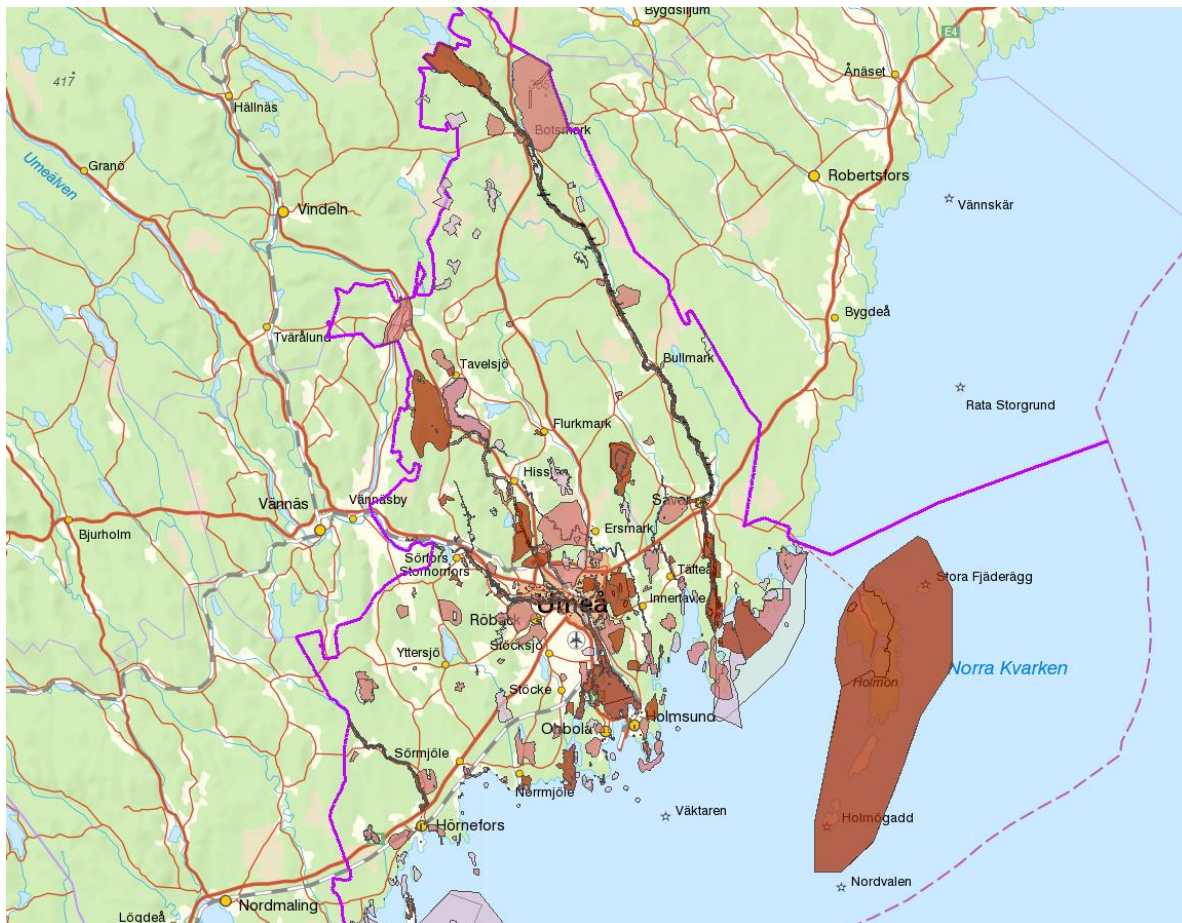 Bygdsiljum
E4
Ånäset
417
Hällnäs
Botsmark
Granö
Umeälven
Robertsfors
Vännskär
Vindeln
Bygdeå
Tvärålund
Bullmark
Tavelsjö
Rata Storgrund
Flurkmark
Hiss
Vännäsby
Sävar
Vännäs
Bjurholm
Ersmark
Sörfors
Stornorrfors
Täfteå
Stora Fjäderägg
Umeå
Innertavle
Röbäck
Stöcksjö
Yttersjö
Norra Kvarken
Holmön
Stöcke
Holmsund
Obbola
Sörmjöle
Norrmjöle
Väktaren
Holmögadd
Hörnefors
Nordvalen
Nordmaling
Lögdeå